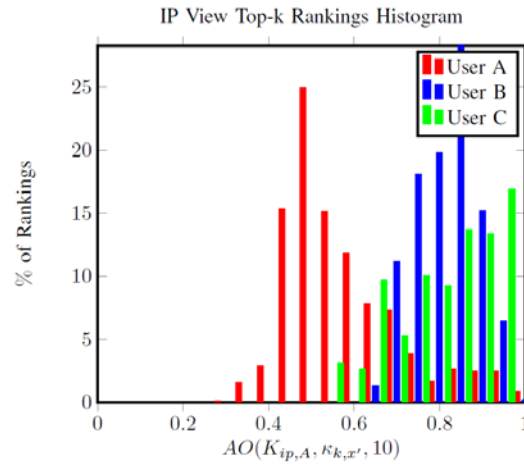 IP View Top-k Rankings Histogram
User A
User B
User C
% of Rankings
25
20
15
10
5
0
0 0.2 0.4 0.6 0.8 1
AO(K_{ip,A}, κ_{k,x'}, 10)